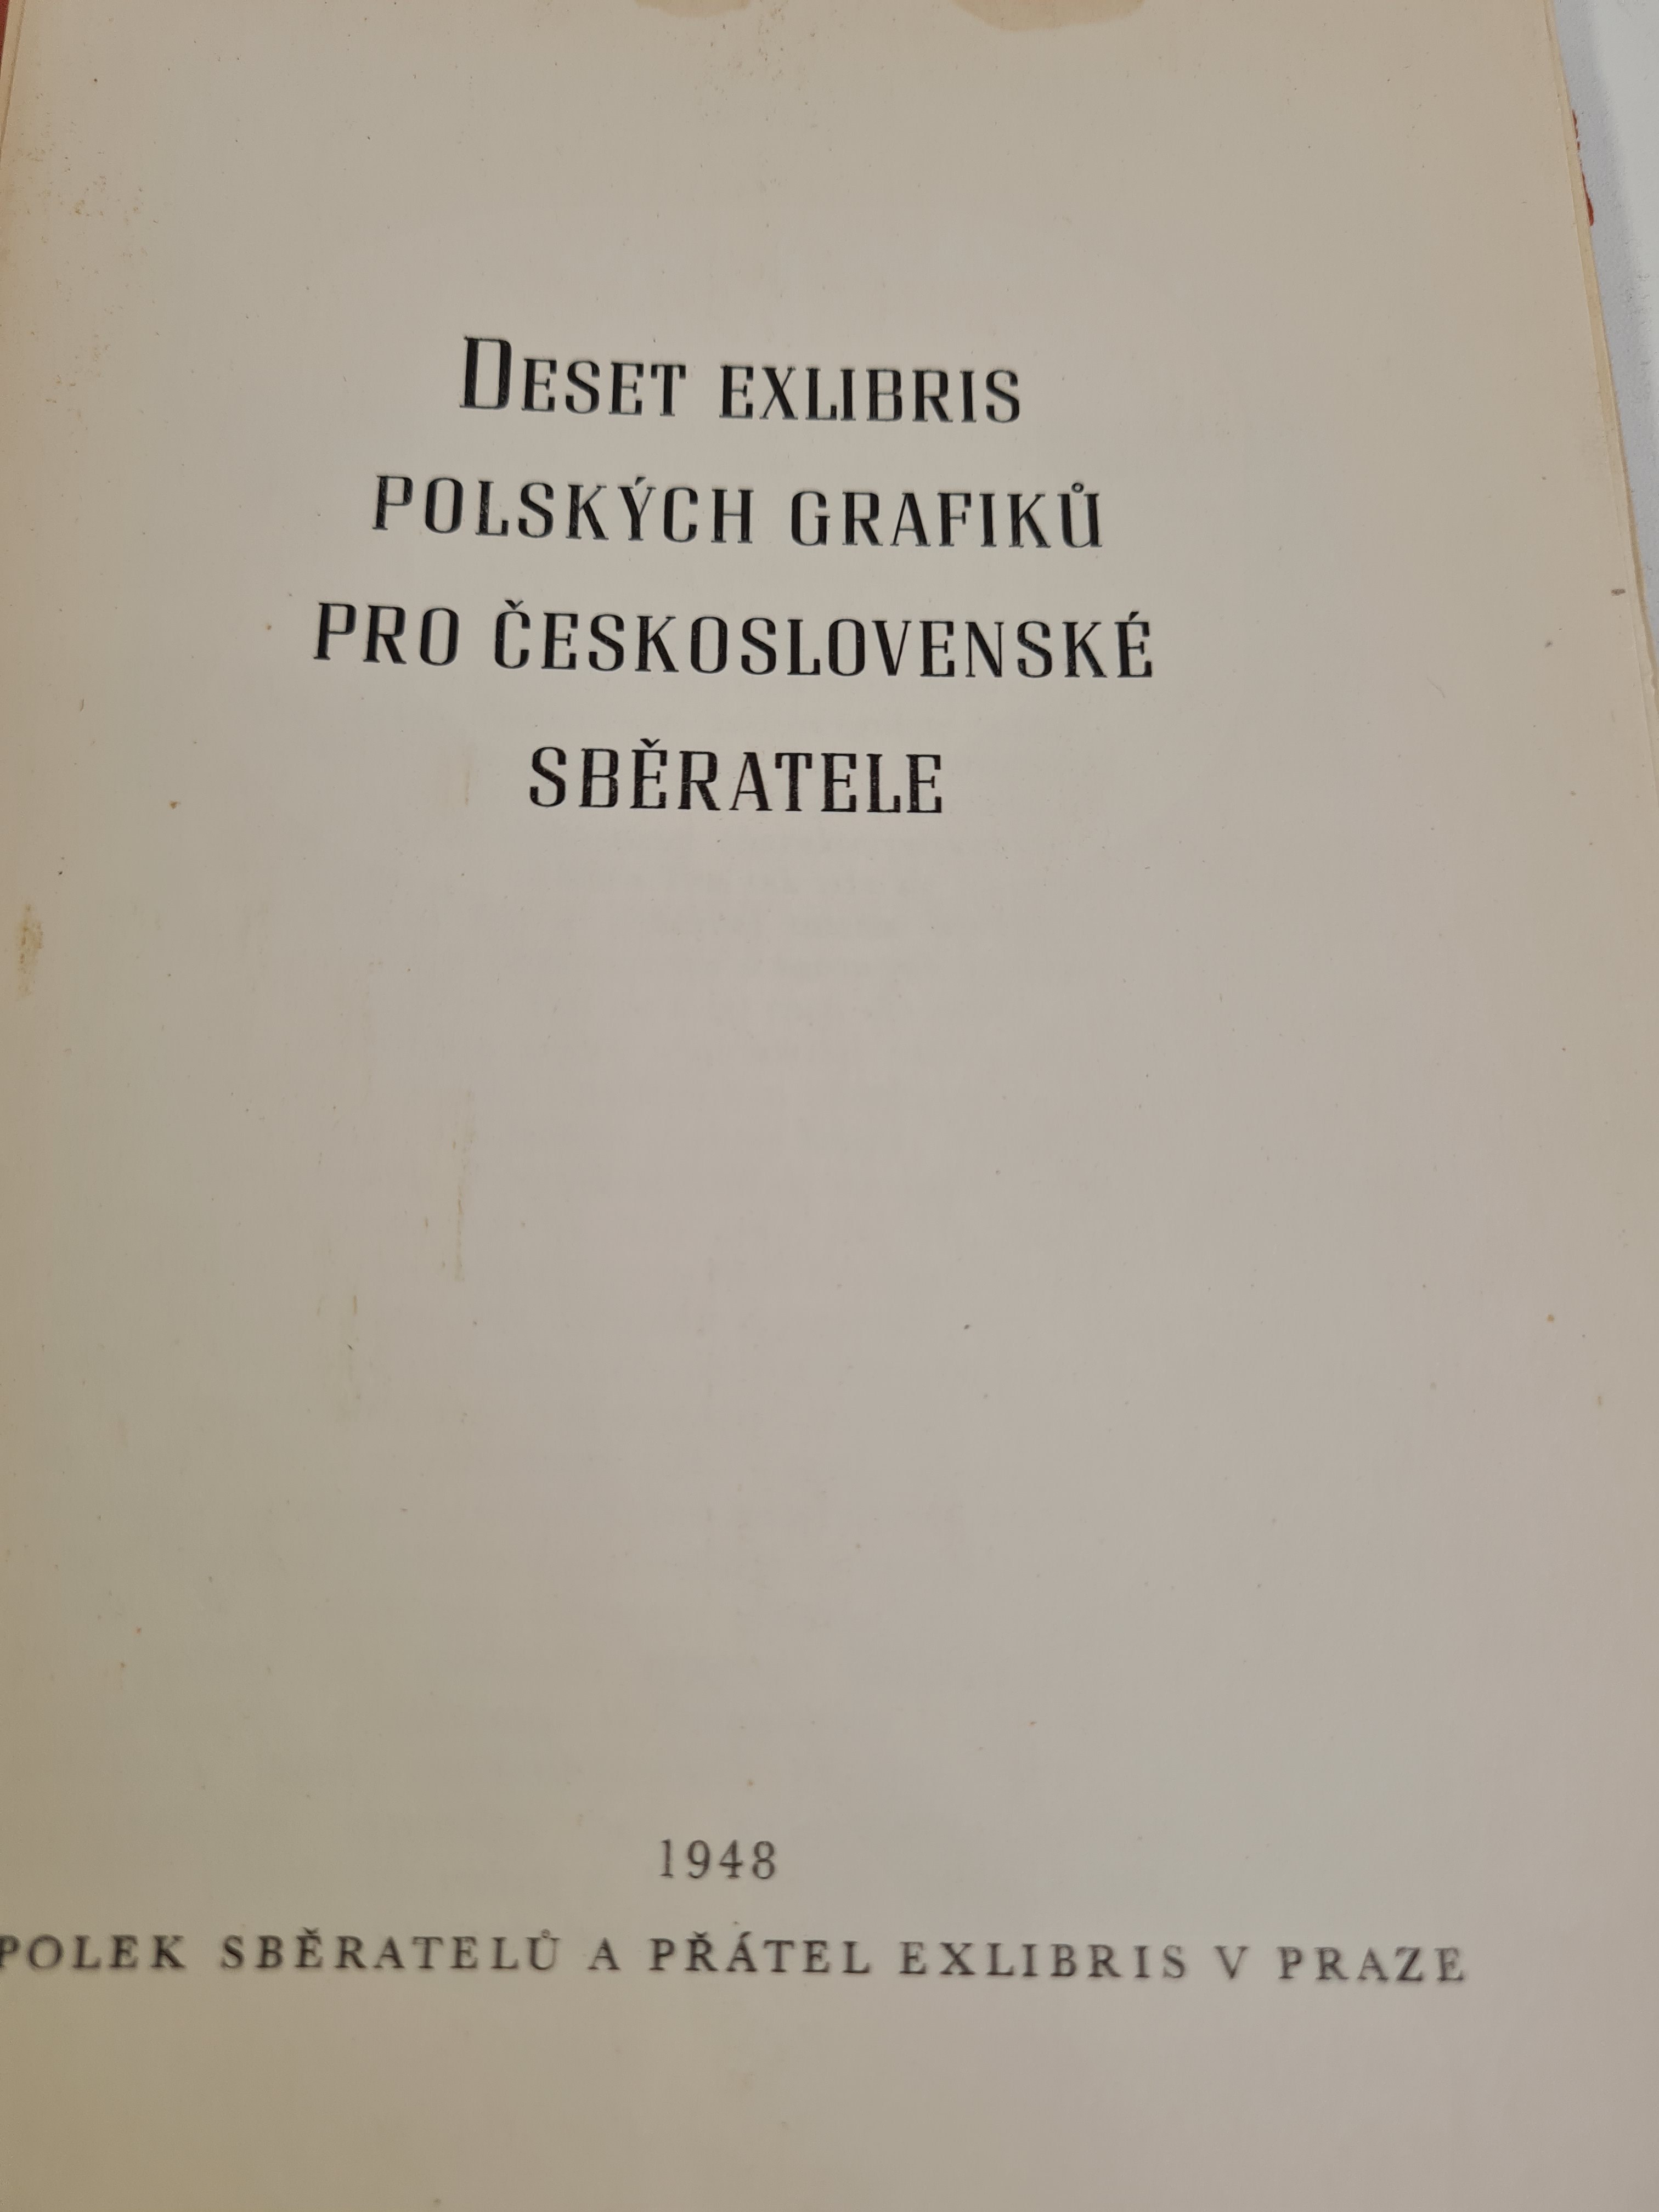 DESET EXLIBRIS
POLSKÝCH GRAFIKŮ
PRO ČESKOSLOVENSKÉ
SBĚRATELE
1948
POLEK SBĚRATELŮ A PŘÁTEL EXLIBRIS V PRAZE